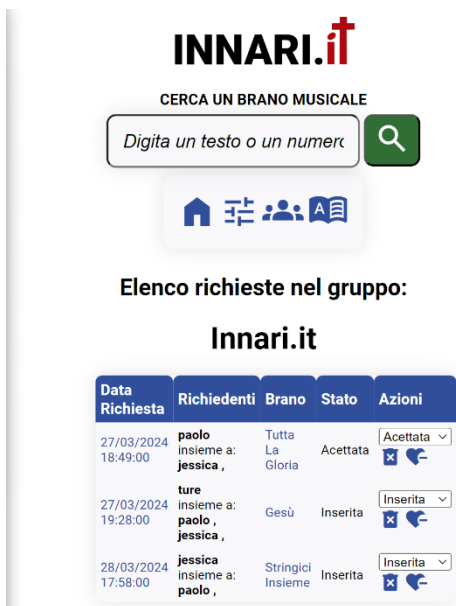 INNARI.it
CERCA UN BRANO MUSICALE
Digita un testo o un numero
A
Elenco richieste nel gruppo:
Innari.it
Data Richiesta Richiedenti Brano Stato Azioni
27/03/2024 18:49:00 paolo insieme a: jessica , Tutta La Gloria Acettata Acettata
27/03/2024 19:28:00 ture insieme a: paolo , jessica , Gesù Inserita Inserita
28/03/2024 17:58:00 jessica insieme a: paolo , Stringici Insieme Inserita Inserita